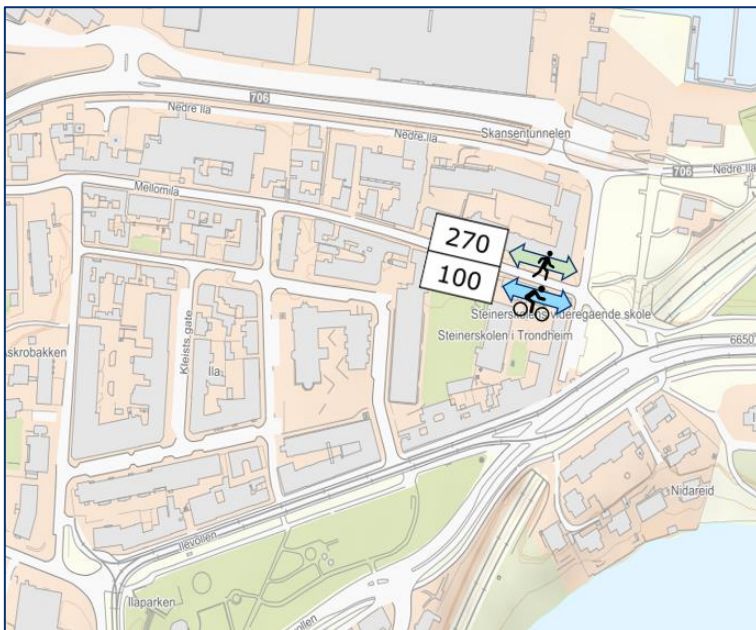 706
Nedre Ila
Nedre Ila
Skansentunnelen
706
Nedre Ila
Mellomila
270
100
Steinerskolens videregående skole
Steinerskolen i Trondheim
6650
Kleists gate
Ila
Nidareid
Ilevollen
Ilaparken